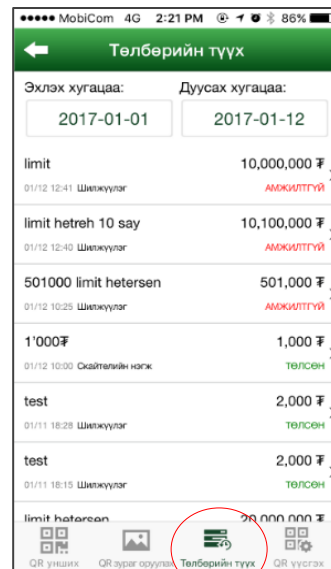 MobiCom 4G 2:21 PM 86%
Төлбөрийн түүх
Эхлэх хугацаа: Дуусах хугацаа:
2017-01-01 2017-01-12
limit 10,000,000 ₮
01/12 12:41 Шилжүүлэг АМЖИЛТГҮЙ
limit hetreh 10 say 10,100,000 ₮
01/12 12:40 Шилжүүлэг АМЖИЛТГҮЙ
501000 limit hetersen 501,000 ₮
01/12 10:25 Шилжүүлэг АМЖИЛТГҮЙ
1'000₮ 1,000 ₮
01/12 10:00 Скайтелийн нэгж төлсөн
test 2,000 ₮
01/11 18:28 Шилжүүлэг төлсөн
test 2,000 ₮
01/11 18:15 Шилжүүлэг төлсөн
limit hetersen 20,000,000 ₮
QR унших QR зураг оруулах Төлбөрийн түүх QR үүсгэх